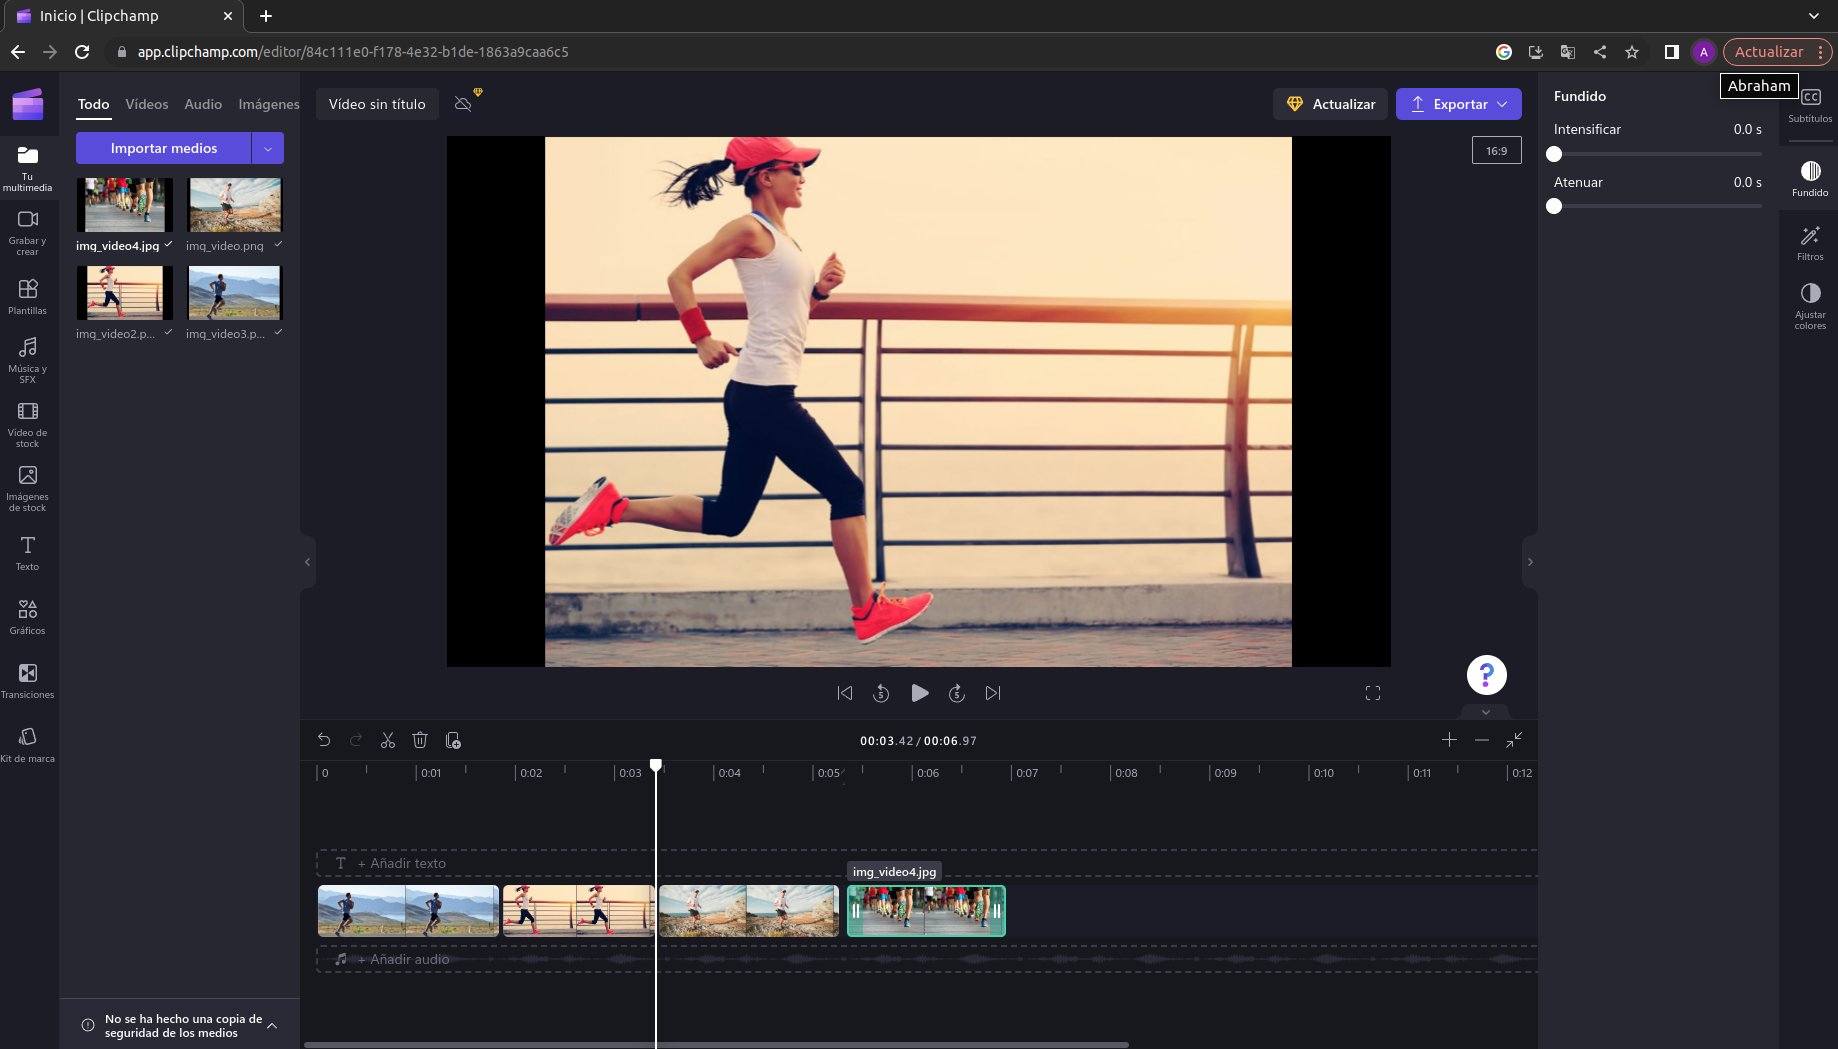 Inicio | Clipchamp
app.clipchamp.com/editor/84c111e0-f178-4e32-b1de-1863a9caa6c5
A
Actualizar
Abraham
Todo
Vídeos
Audio
Imágenes
Importar medios
img_video4.jpg
img_video.png
img_video2.p...
img_video3.p...
Tu
multimedia
Grabar y
crear
Plantillas
Música y
SFX
Vídeo de
stock
Imágenes
de stock
Texto
Gráficos
Transiciones
Kit de marca
No se ha hecho una copia de
seguridad de los medios
Vídeo sin título
Actualizar
Exportar
16:9
5
5
?
00:03.42 / 00:06.97
0
0:01
0:02
0:03
0:04
0:05
0:06
0:07
0:08
0:09
0:10
0:11
0:12
T + Añadir texto
img_video4.jpg
+ Añadir audio
Fundido
Intensificar 0.0 s
Atenuar 0.0 s
CC
Subtítulos
Fundido
Filtros
Ajustar
colores